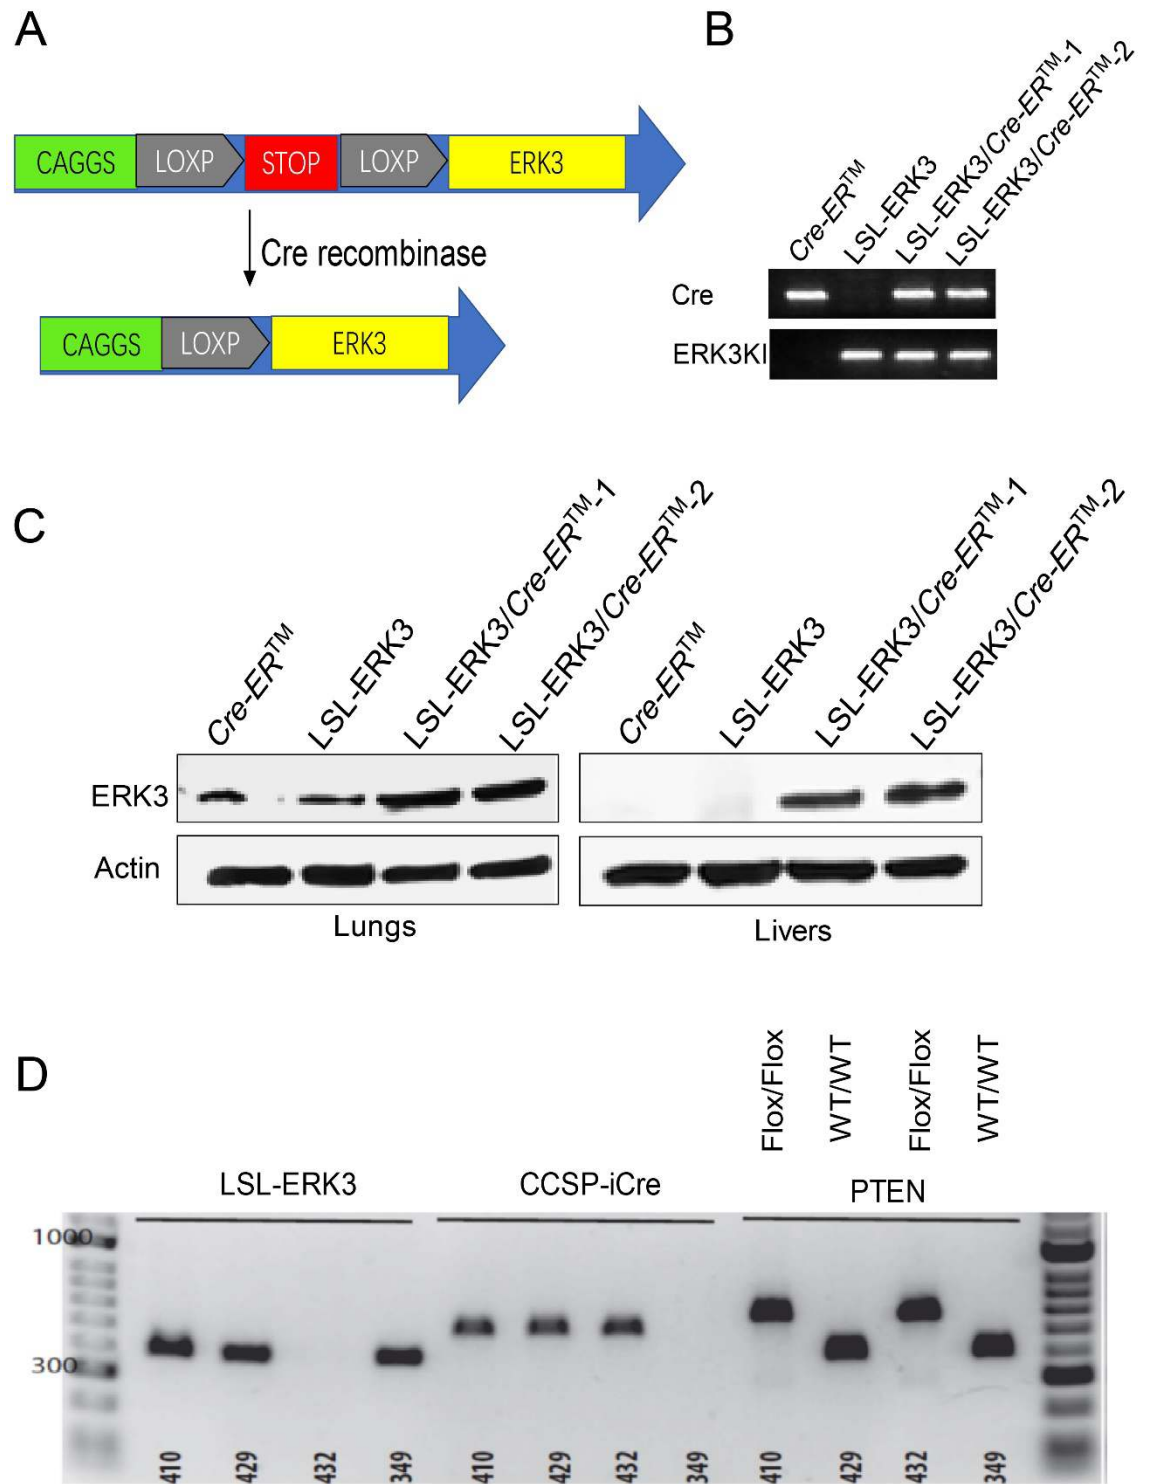 A
CAGGS LOXP STOP LOXP ERK3
Cre recombinase
CAGGS LOXP ERK3
B
Cre-ER™
LSL-ERK3
LSL-ERK3/Cre-ER™-1
LSL-ERK3/Cre-ER™-2
Cre
ERK3KI
C
Cre-ER™
LSL-ERK3
LSL-ERK3/Cre-ER™-1
LSL-ERK3/Cre-ER™-2
Cre-ER™
LSL-ERK3
LSL-ERK3/Cre-ER™-1
LSL-ERK3/Cre-ER™-2
ERK3
Actin
Lungs
Livers
D
Flox/Flox
WT/WT
Flox/Flox
WT/WT
LSL-ERK3 CCSP-iCre PTEN
1000
300
410 429 432 349 410 429 432 349 410 429 432 349